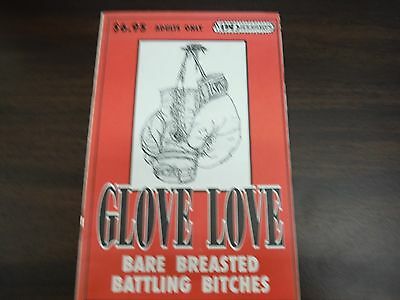 $6.95 ADULTS ONLY
GLOVE LOVE
BARE BREASTED
BATTLING BITCHES